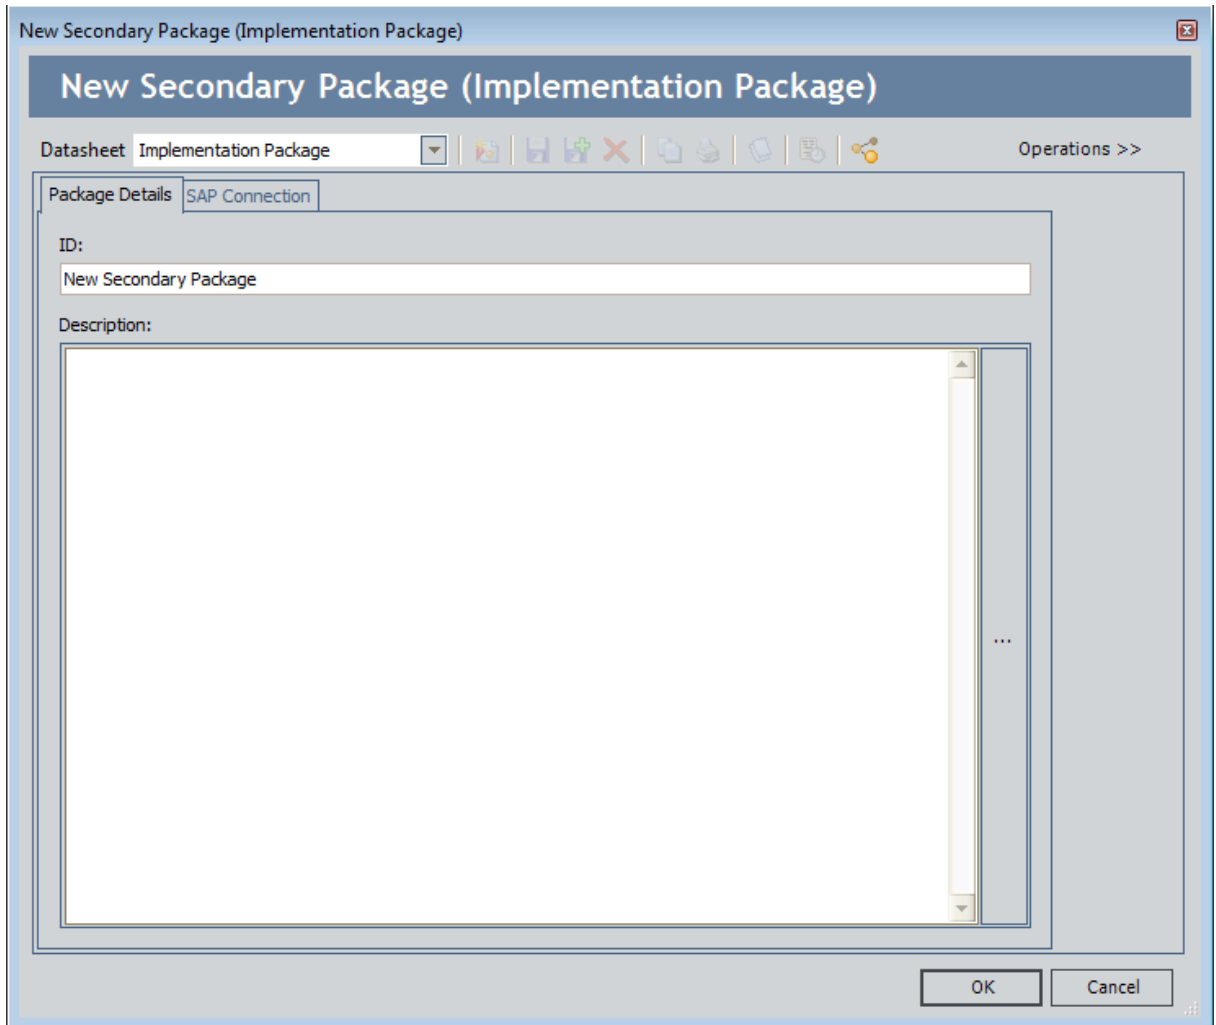 New Secondary Package (Implementation Package)
New Secondary Package (Implementation Package)
Datasheet Implementation Package Operations >>
Package Details SAP Connection
ID:
New Secondary Package
Description:
...
OK Cancel